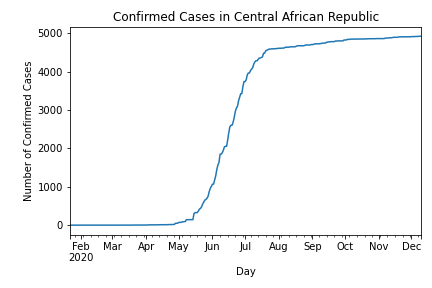 Confirmed Cases in Central African Republic
Number of Confirmed Cases
5000
4000
3000
2000
1000
0
Feb Mar Apr May Jun Jul Aug Sep Oct Nov Dec
2020
Day